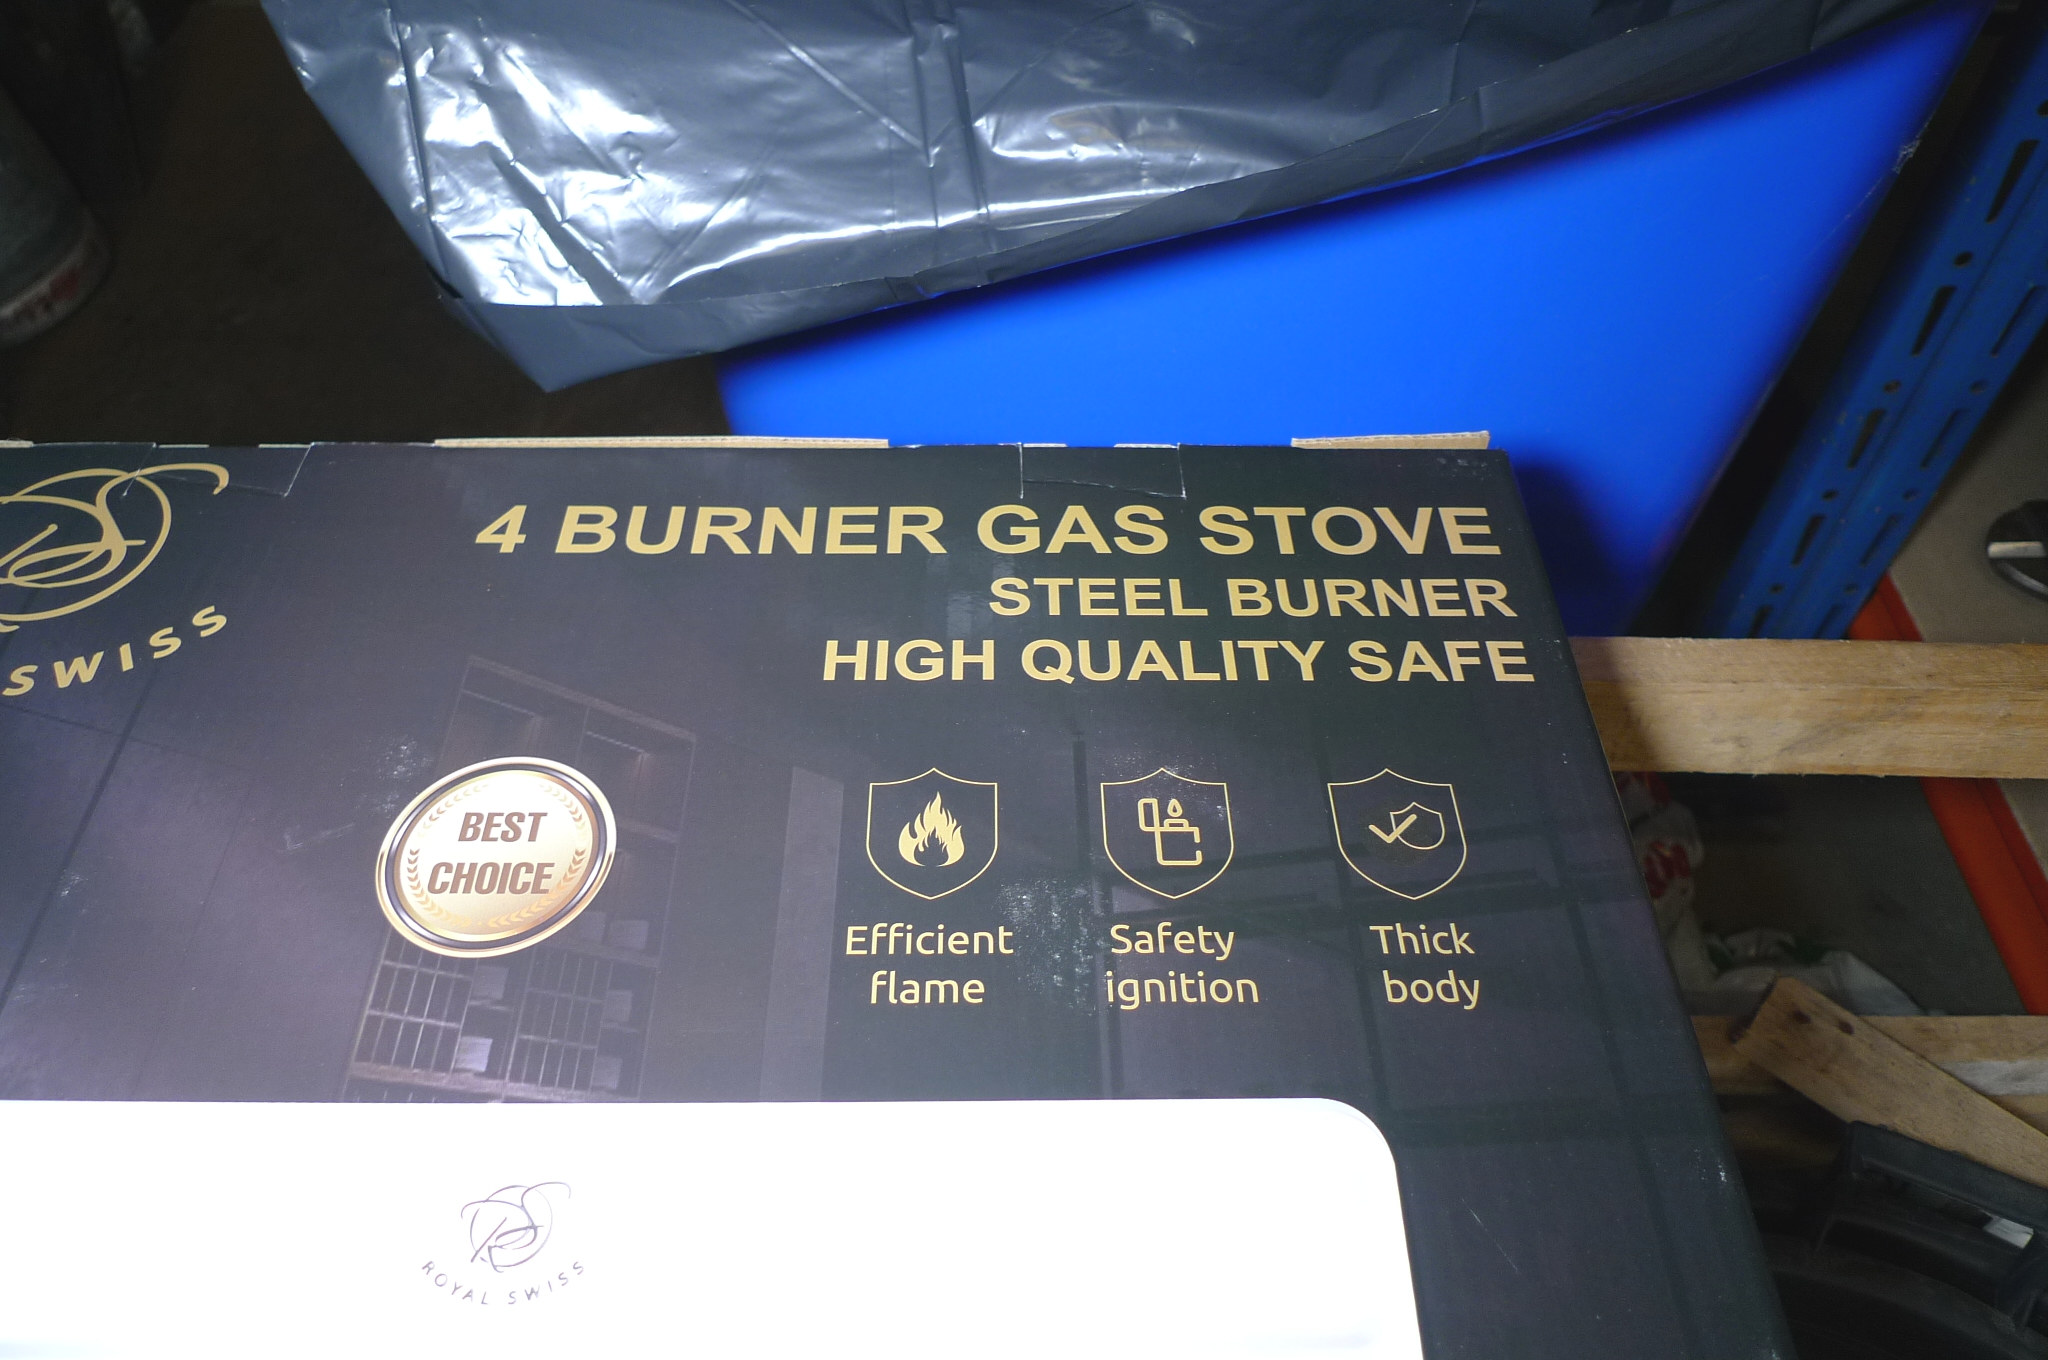 SWISS
4 BURNER GAS STOVE
STEEL BURNER
HIGH QUALITY SAFE
BEST
CHOICE
Efficient
flame
Safety
ignition
Thick
body
ROYAL SWISS